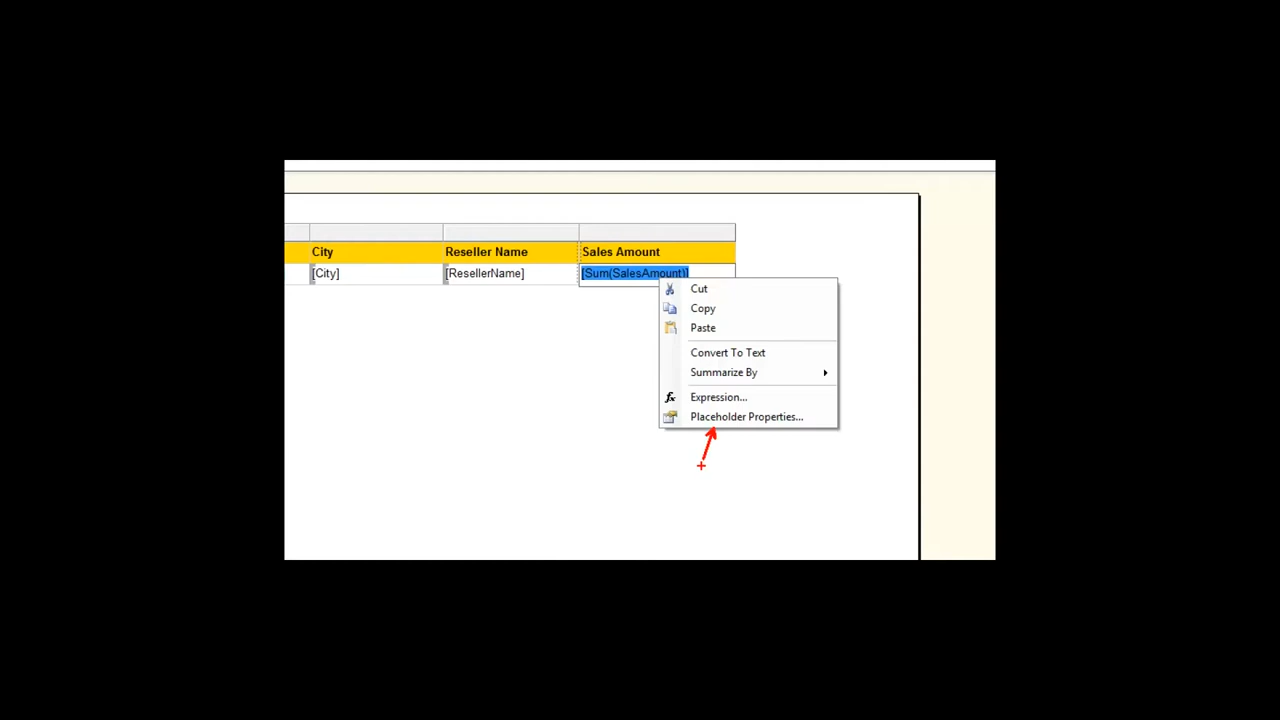 City Reseller Name Sales Amount
[City] [ResellerName] [Sum(SalesAmount)]
Cut
Copy
Paste
Convert To Text
Summarize By
fx Expression...
Placeholder Properties...